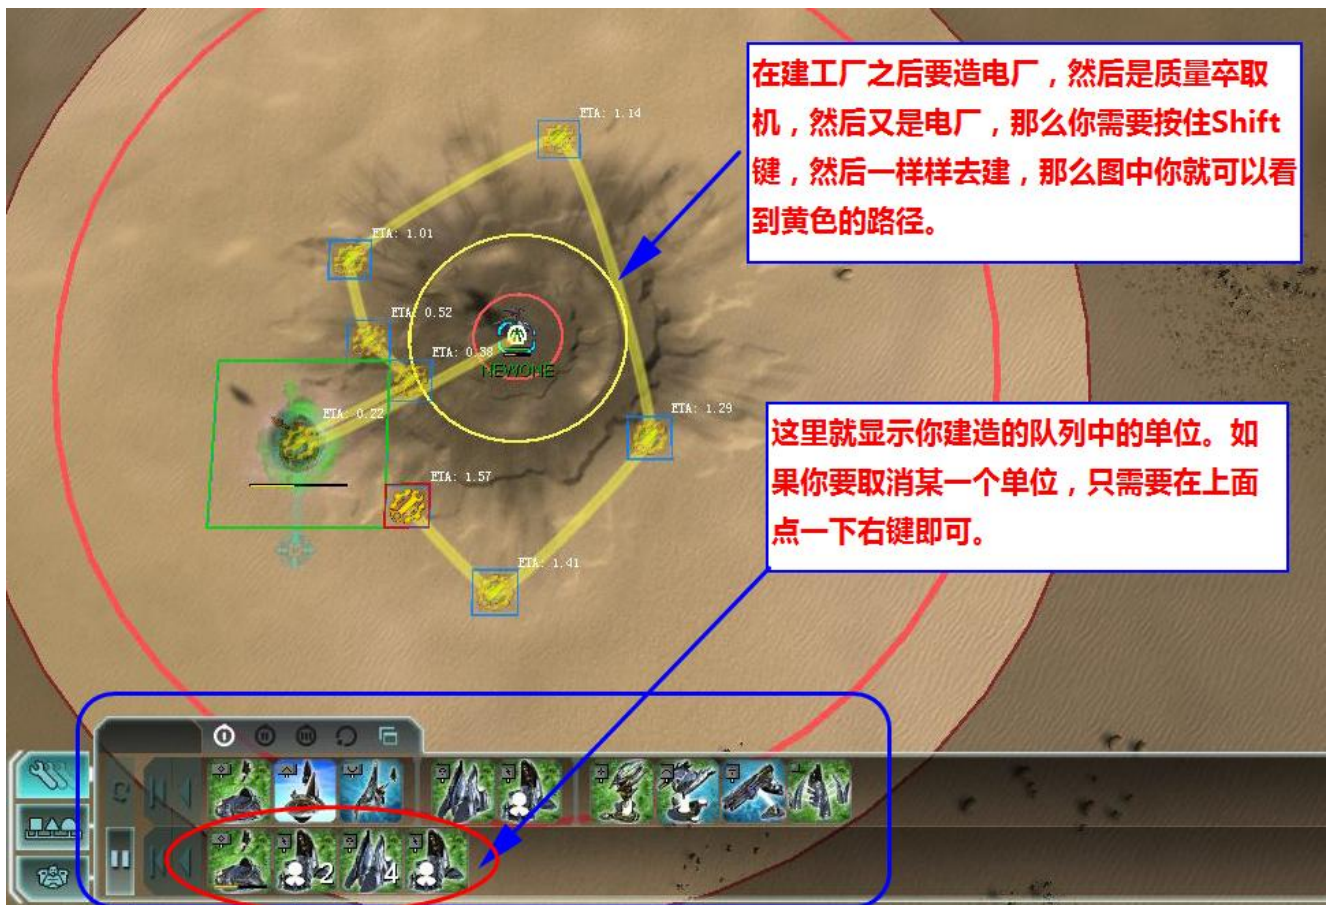 在建工厂之后要造电厂，然后是质量卒取
机，然后又是电厂，那么你需要按住Shift
键，然后一样样去建，那么图中你就可以看
到黄色的路径。
ETA: 1.14
ETA: 1.01
ETA: 0.52
ETA: 0.38
NEWONE
ETA: 0.22
ETA: 1.29
ETA: 1.57
ETA: 1.41
这里就显示你建造的队列中的单位。如
果你要取消某一个单位，只需要在上面
点一下右键即可。
2
4